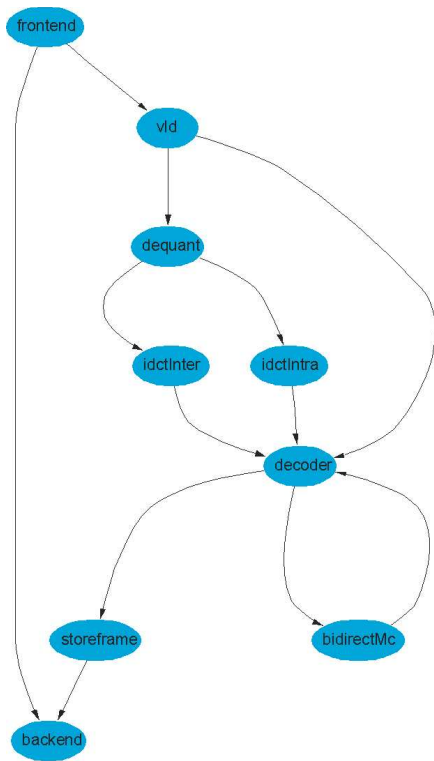 frontend
vld
dequant
idctInter
idctIntra
decoder
storeframe
bidirectMc
backend